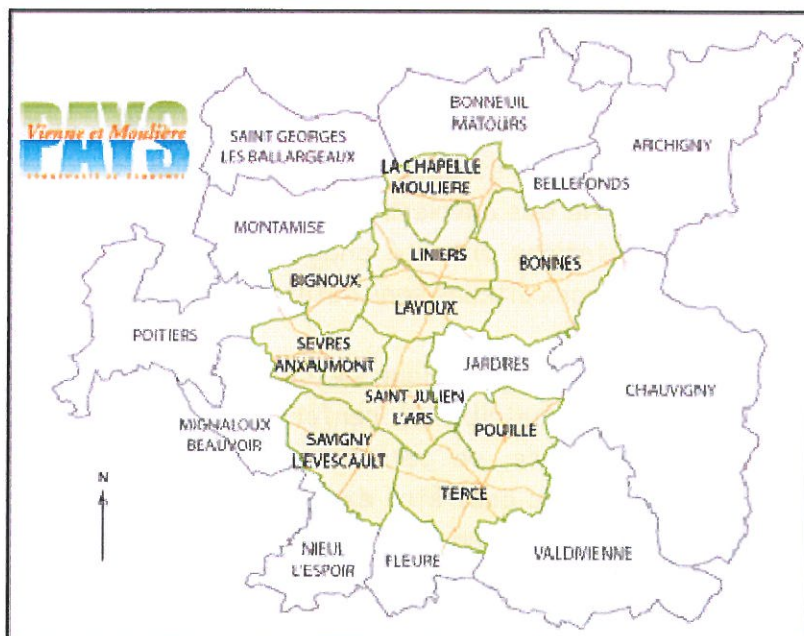 PAYS
Vienne et Moulière
BONNEUIL
MATOURS
SAINT GEORGES
LES BALLARGEAUX
ARCHIGNY
LA CHAPELLE
MOULIERE
BELLEFONDS
MONTAMISE
LINIERS
BONNES
BIGNOUX
LAVOUX
POITIERS
SEVRES
ANXAUMONT
JARDRES
CHAUVIGNY
SAINT JULIEN
L'ARS
MIGNALOUX
BEAUVOIR
POUILLE
SAVIGNY
L'EVESCAULT
TERCE
N
NIEUL
L'ESPOIR
FLEURE
VALDIVIENNE